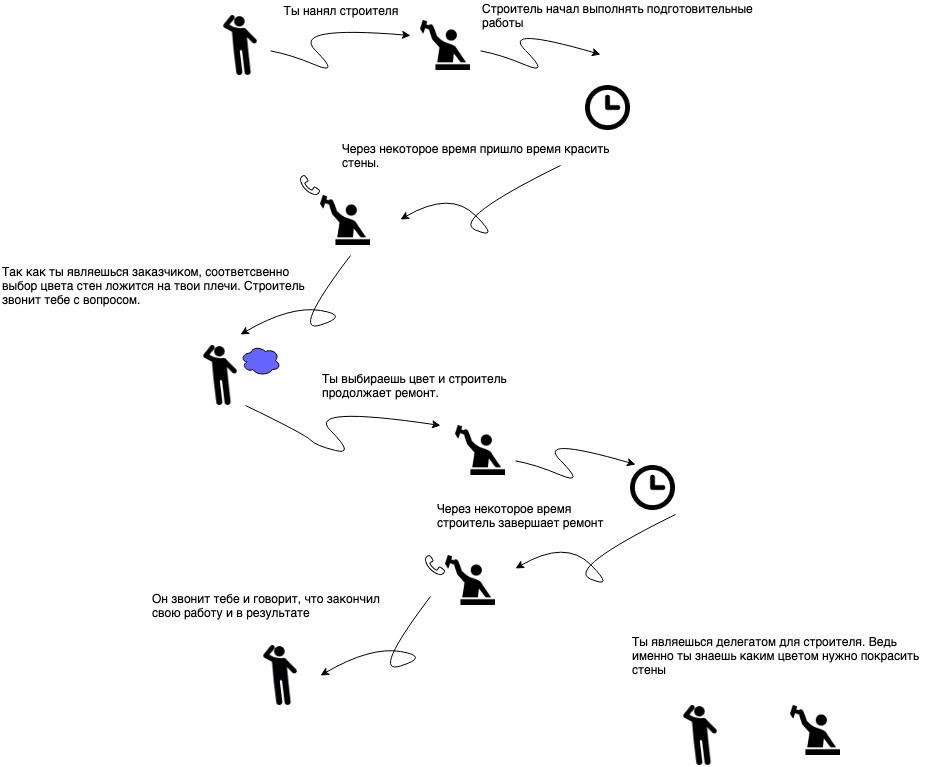 Ты нанял строителя
Строитель начал выполнять подготовительные
работы
Через некоторое время пришло время красить
стены.
Так как ты являешься заказчиком, соответсвенно
выбор цвета стен ложится на твои плечи. Строитель
звонит тебе с вопросом.
Ты выбираешь цвет и строитель
продолжает ремонт.
Через некоторое время
строитель завершает ремонт
Он звонит тебе и говорит, что закончил
свою работу и в результате
Ты являешься делегатом для строителя. Ведь
именно ты знаешь каким цветом нужно покрасить
стены